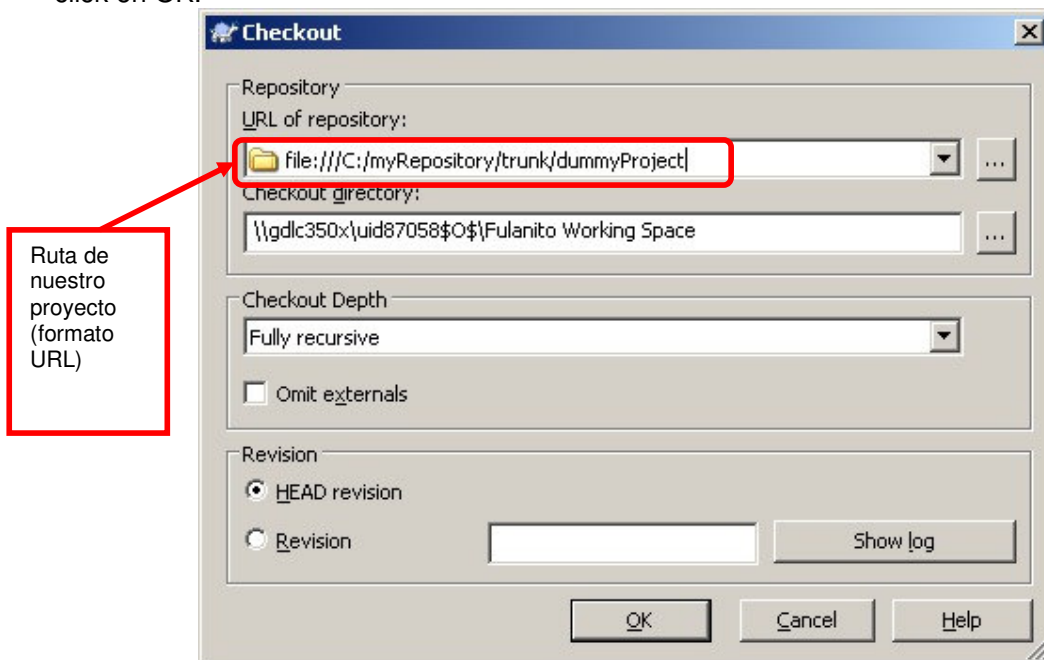 Checkout
Repository
URL of repository:
file:///C:/myRepository/trunk/dummyProject
...
Checkout directory:
\\gdlc350x\uid87058$O$\Fulanito Working Space
...
Ruta de
nuestro
proyecto
(formato
URL)
Checkout Depth
Fully recursive
Omit externals
Revision
HEAD revision
Revision
Show log
OK
Cancel
Help